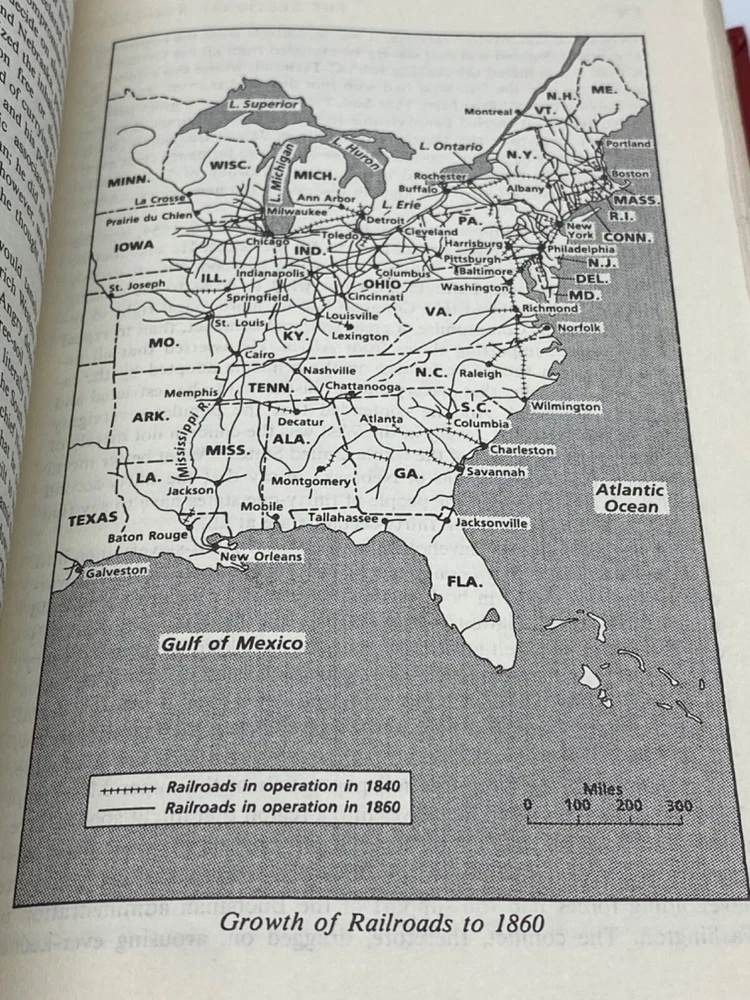 L. Superior
ME.
N.H.
VT.
Montreal
L. Huron
L. Ontario
Portland
WISC.
L. Michigan
MICH.
N.Y.
Rochester
Boston
MINN.
Buffalo
Albany
La Crosse
Ann Arbor
L. Erie
MASS.
Prairie du Chien
Milwaukee
Detroit
PA.
R.I.
New
York
CONN.
Toledo
Cleveland
IOWA
Chicago
IND.
Harrisburg
Philadelphia
Pittsburgh
N.J.
ILL.
Indianapolis
Columbus
Baltimore
OHIO
DEL.
St. Joseph
Washington
Springfield
Cincinnati
MD.
VA.
Richmond
St. Louis
Louisville
Norfolk
MO.
KY.
Lexington
Cairo
Nashville
N.C.
Raleigh
TENN.
Chattanooga
Memphis
S.C.
Wilmington
ARK.
Mississippi R.
Decatur
Atlanta
Columbia
ALA.
MISS.
Charleston
LA.
Montgomery
GA.
Savannah
Jackson
Atlantic
Ocean
TEXAS
Mobile
Tallahassee
Jacksonville
Baton Rouge
New Orleans
Galveston
FLA.
Gulf of Mexico
Railroads in operation in 1840
Railroads in operation in 1860
Miles
0 100 200 300
Growth of Railroads to 1860